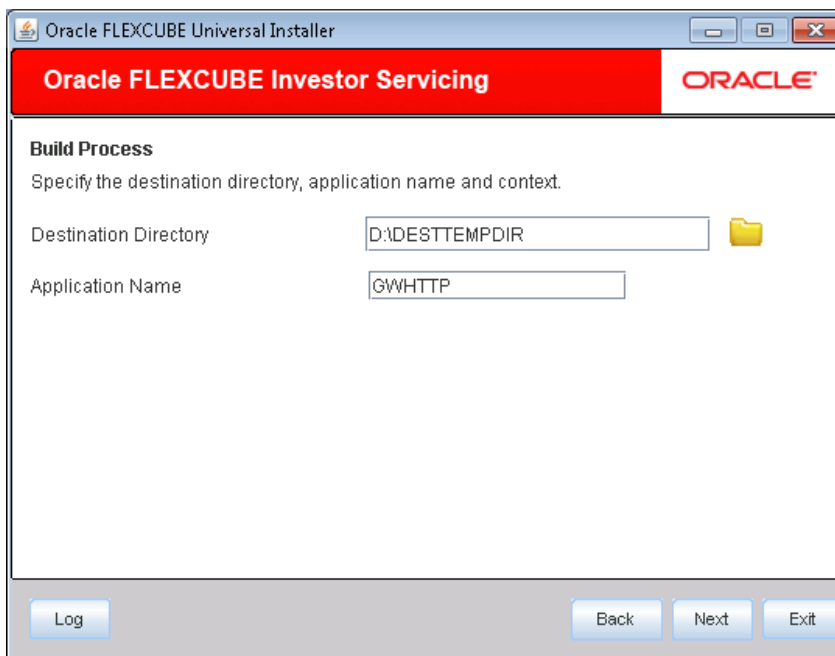 Oracle FLEXCUBE Universal Installer
Oracle FLEXCUBE Investor Servicing
ORACLE
Build Process
Specify the destination directory, application name and context.
Destination Directory D:\DESTTEMPDIR
Application Name GWHTTP
Log Back Next Exit